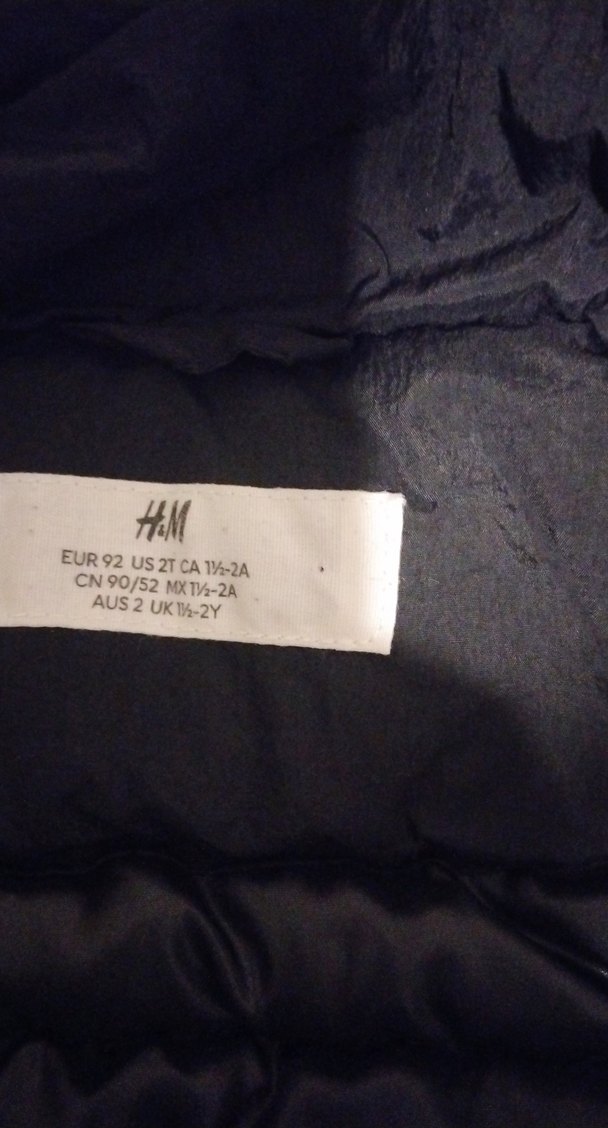 H&M
EUR 92 US 2T CA 1½-2A
CN 90/52 MX 1½-2A
AUS 2 UK 1½-2Y